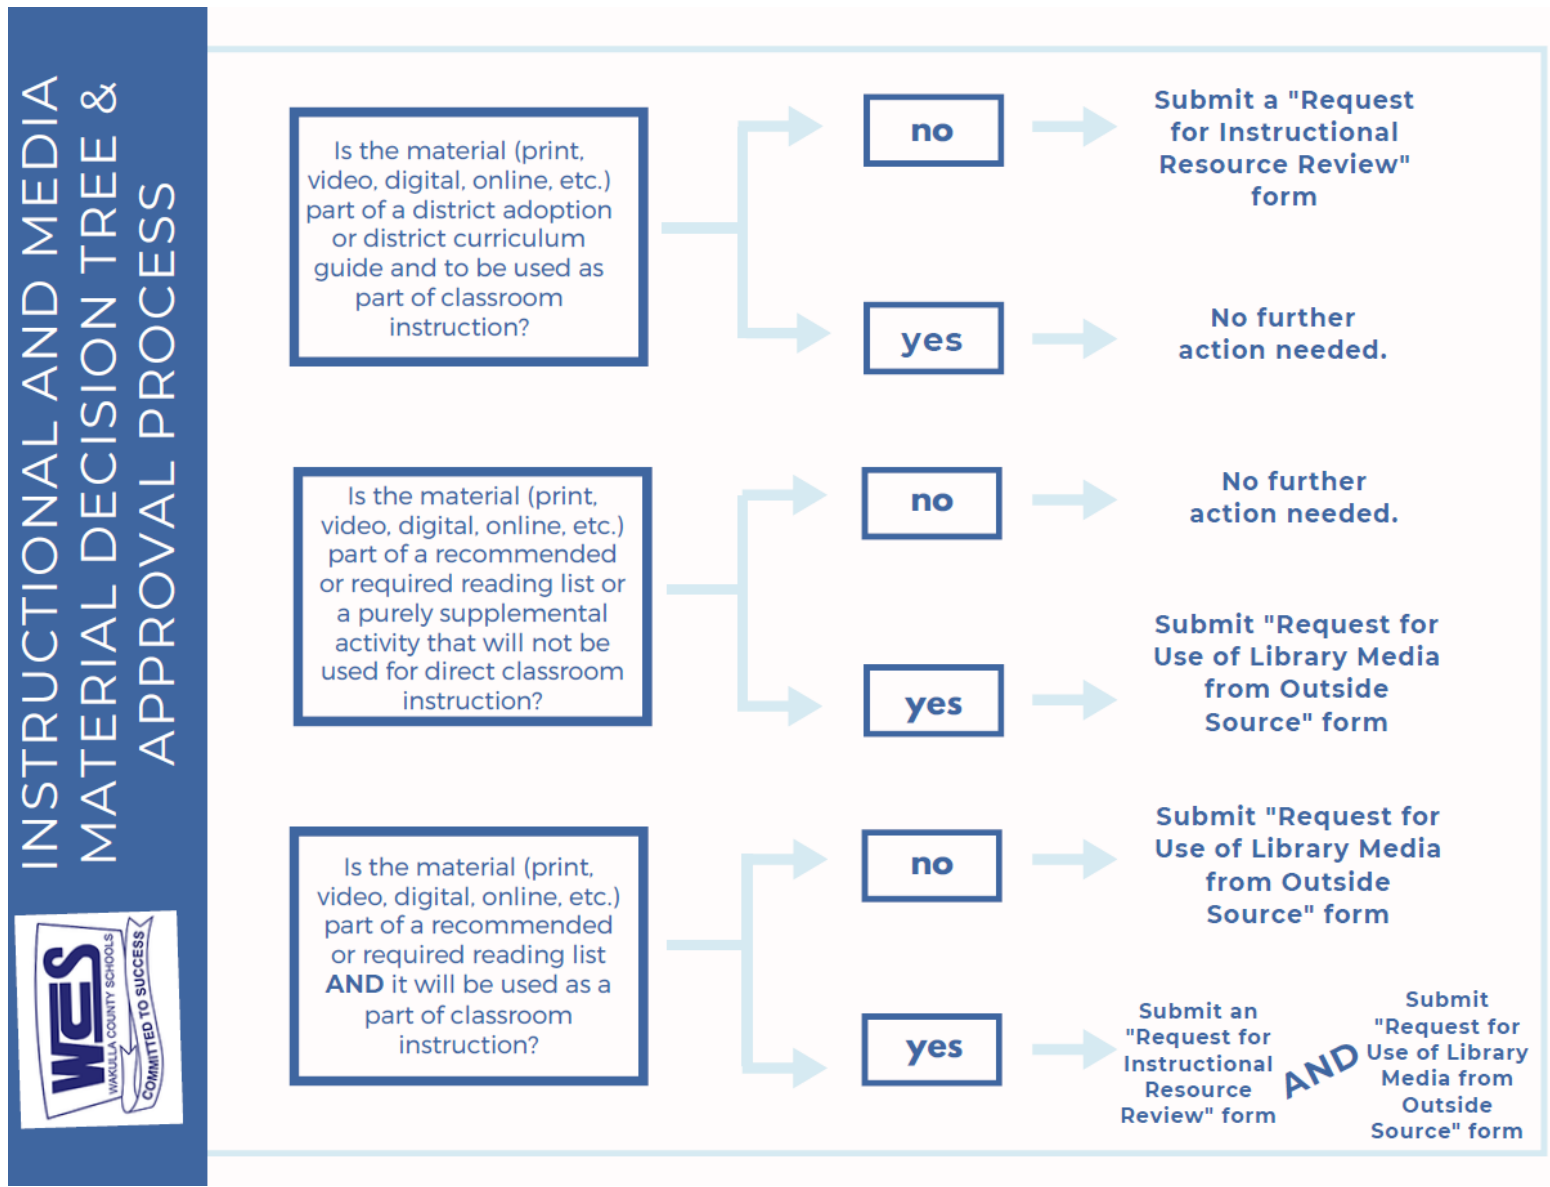 INSTRUCTIONAL AND MEDIA
MATERIAL DECISION TREE &
APPROVAL PROCESS
WCS
WAKULLA COUNTY SCHOOLS
COMMITTED TO SUCCESS
Is the material (print,
video, digital, online, etc.)
part of a district adoption
or district curriculum
guide and to be used as
part of classroom
instruction?
no
Submit a "Request
for Instructional
Resource Review"
form
yes
No further
action needed.
Is the material (print,
video, digital, online, etc.)
part of a recommended
or required reading list or
a purely supplemental
activity that will not be
used for direct classroom
instruction?
no
No further
action needed.
yes
Submit "Request for
Use of Library Media
from Outside
Source" form
Is the material (print,
video, digital, online, etc.)
part of a recommended
or required reading list
AND it will be used as a
part of classroom
instruction?
no
Submit "Request for
Use of Library Media
from Outside
Source" form
yes
Submit an
"Request for
Instructional
Resource
Review" form
AND
Submit
"Request for
Use of Library
Media from
Outside
Source" form